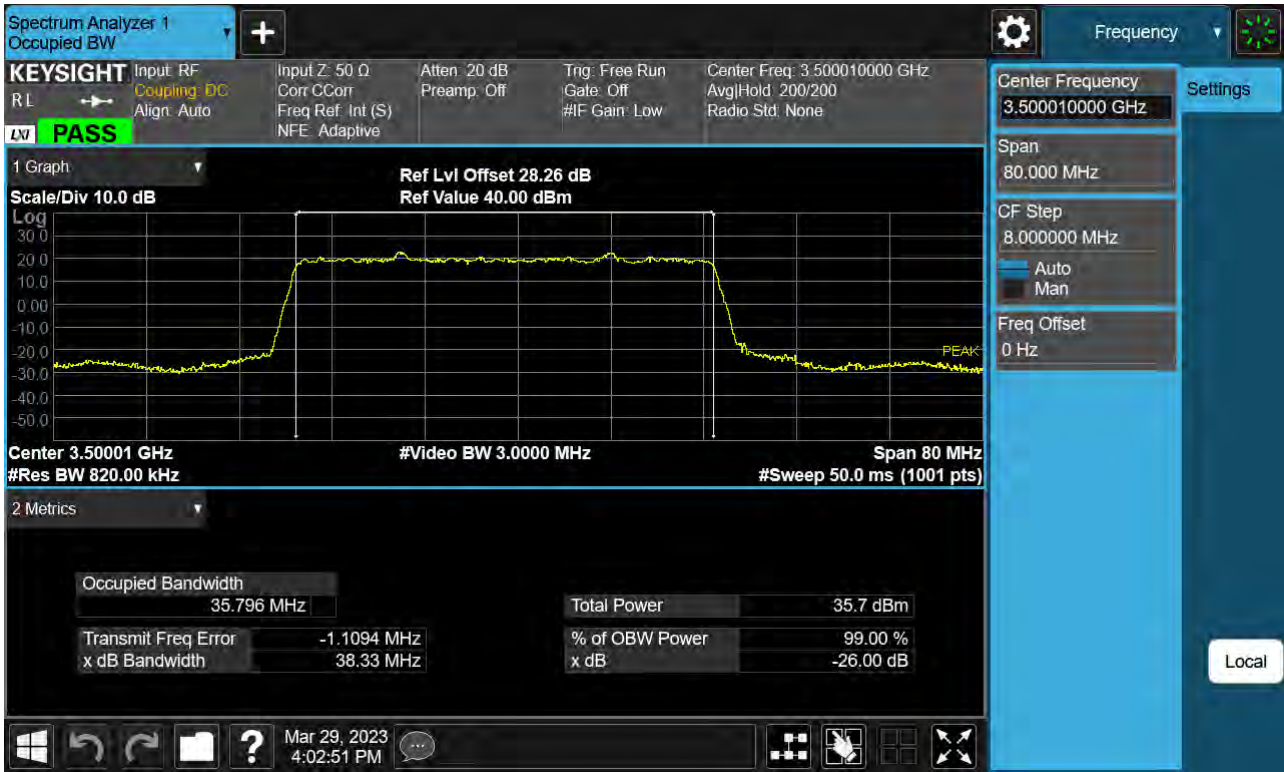 Spectrum Analyzer 1
Occupied BW
+
Frequency
KEYSIGHT
RL
LXI PASS
Input: RF
Coupling: DC
Align: Auto
Input Z: 50 Ω
Corr CCorr
Freq Ref: Int (S)
NFE: Adaptive
Atten: 20 dB
Preamp: Off
Trig: Free Run
Gate: Off
#IF Gain: Low
Center Freq: 3.500010000 GHz
Avg|Hold: 200/200
Radio Std: None
Center Frequency
3.500010000 GHz
Settings
Span
80.000 MHz
CF Step
8.000000 MHz
Auto
Man
Freq Offset
0 Hz
Local
1 Graph
Ref Lvl Offset 28.26 dB
Scale/Div 10.0 dB
Ref Value 40.00 dBm
Log
30.0
20.0
10.0
0.00
-10.0
-20.0
-30.0
-40.0
-50.0
PEAK
Center 3.50001 GHz
#Video BW 3.0000 MHz
Span 80 MHz
#Res BW 820.00 kHz
#Sweep 50.0 ms (1001 pts)
2 Metrics
Occupied Bandwidth
35.796 MHz
Total Power 35.7 dBm
Transmit Freq Error -1.1094 MHz
% of OBW Power 99.00 %
x dB Bandwidth 38.33 MHz
x dB -26.00 dB
?
Mar 29, 2023
4:02:51 PM